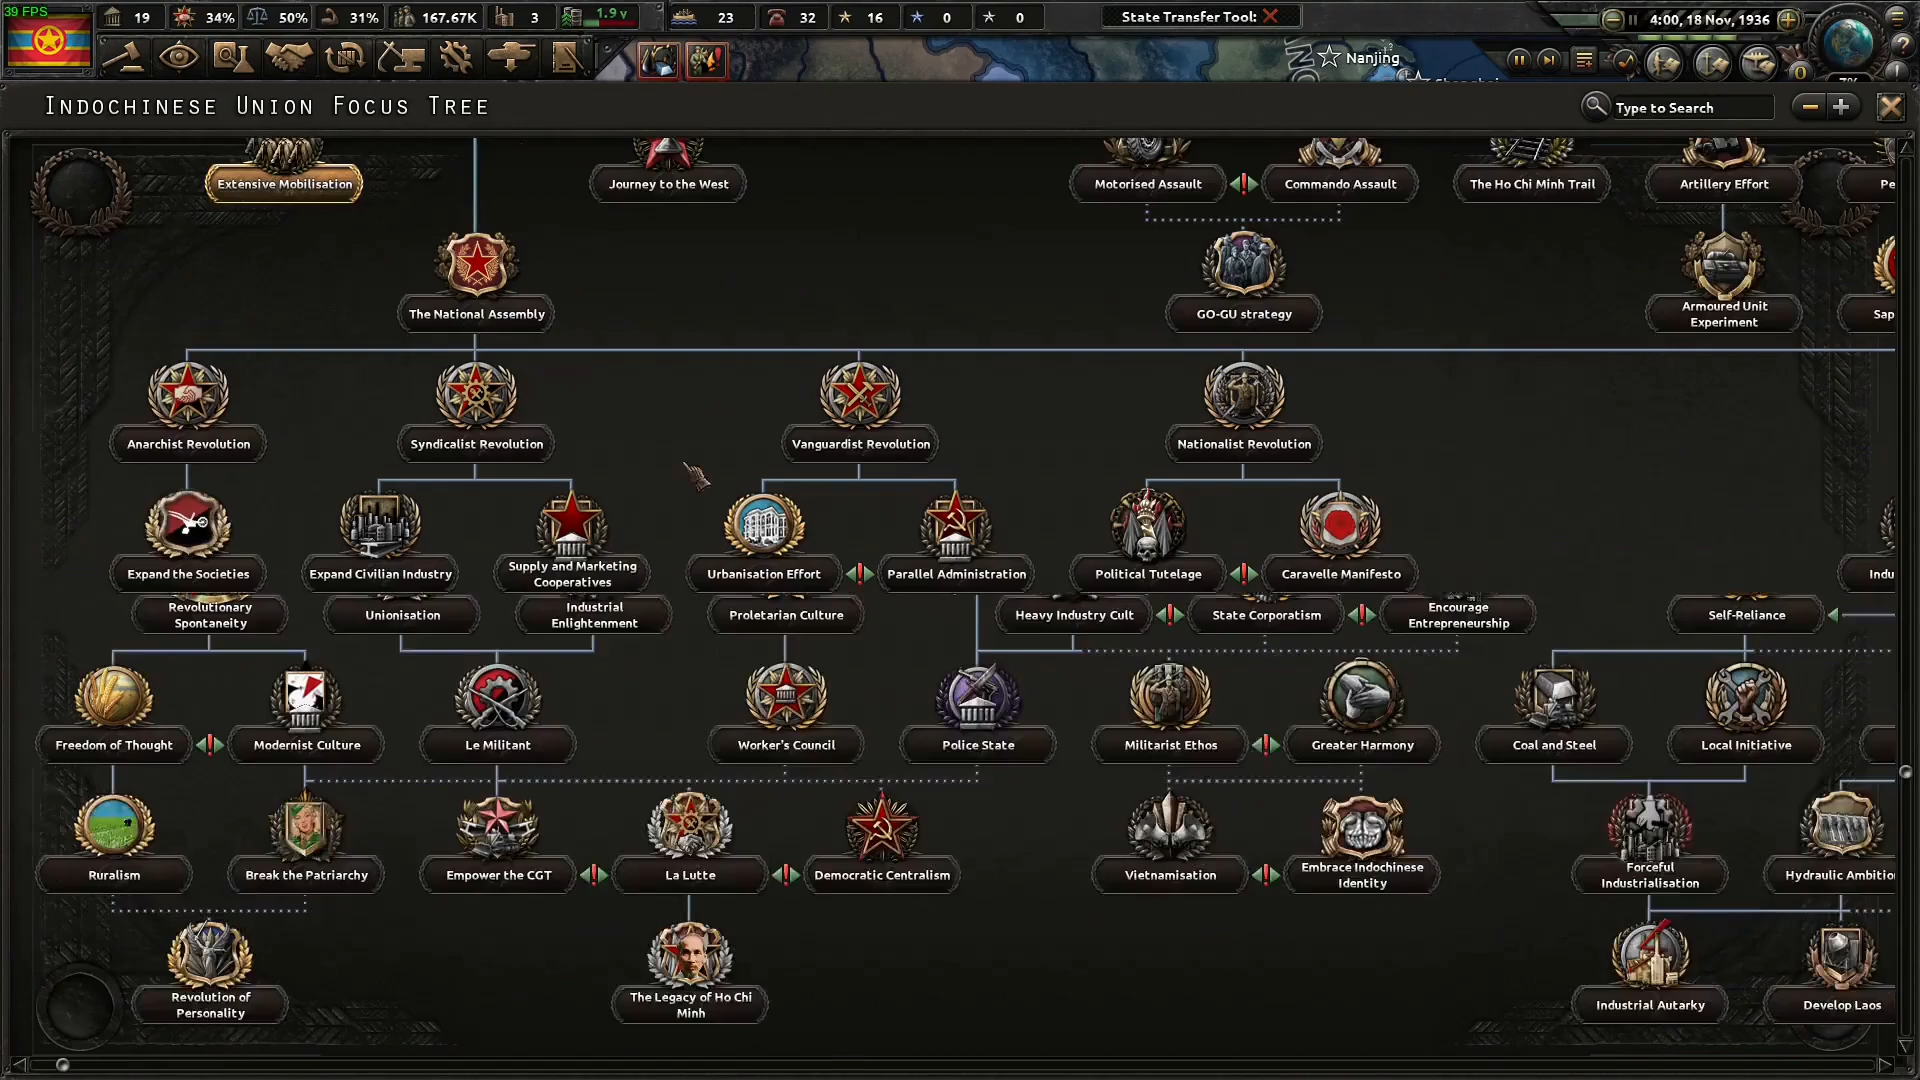 39 FPS
19
34%
50%
31%
167.67K
3
1.9 v
23
32
16
0
0
State Transfer Tool:
4:00, 18 Nov, 1936
Nanjing
0
INDOCHINESE UNION FOCUS TREE
Type to Search
Extensive Mobilisation
Journey to the West
Motorised Assault
Commando Assault
The Ho Chi Minh Trail
Artillery Effort
Pe
The National Assembly
GO-GU strategy
Armoured Unit
Experiment
Sap
Anarchist Revolution
Syndicalist Revolution
Vanguardist Revolution
Nationalist Revolution
Expand the Societies
Expand Civilian Industry
Supply and Marketing
Cooperatives
Urbanisation Effort
Parallel Administration
Political Tutelage
Caravelle Manifesto
Indu
Revolutionary
Spontaneity
Unionisation
Industrial
Enlightenment
Proletarian Culture
Heavy Industry Cult
State Corporatism
Encourage
Entrepreneurship
Self-Reliance
Freedom of Thought
Modernist Culture
Le Militant
Worker's Council
Police State
Militarist Ethos
Greater Harmony
Coal and Steel
Local Initiative
Ruralism
Break the Patriarchy
Empower the CGT
La Lutte
Democratic Centralism
Vietnamisation
Embrace Indochinese
Identity
Forceful
Industrialisation
Hydraulic Ambitio
Revolution of
Personality
The Legacy of Ho Chi
Minh
Industrial Autarky
Develop Laos